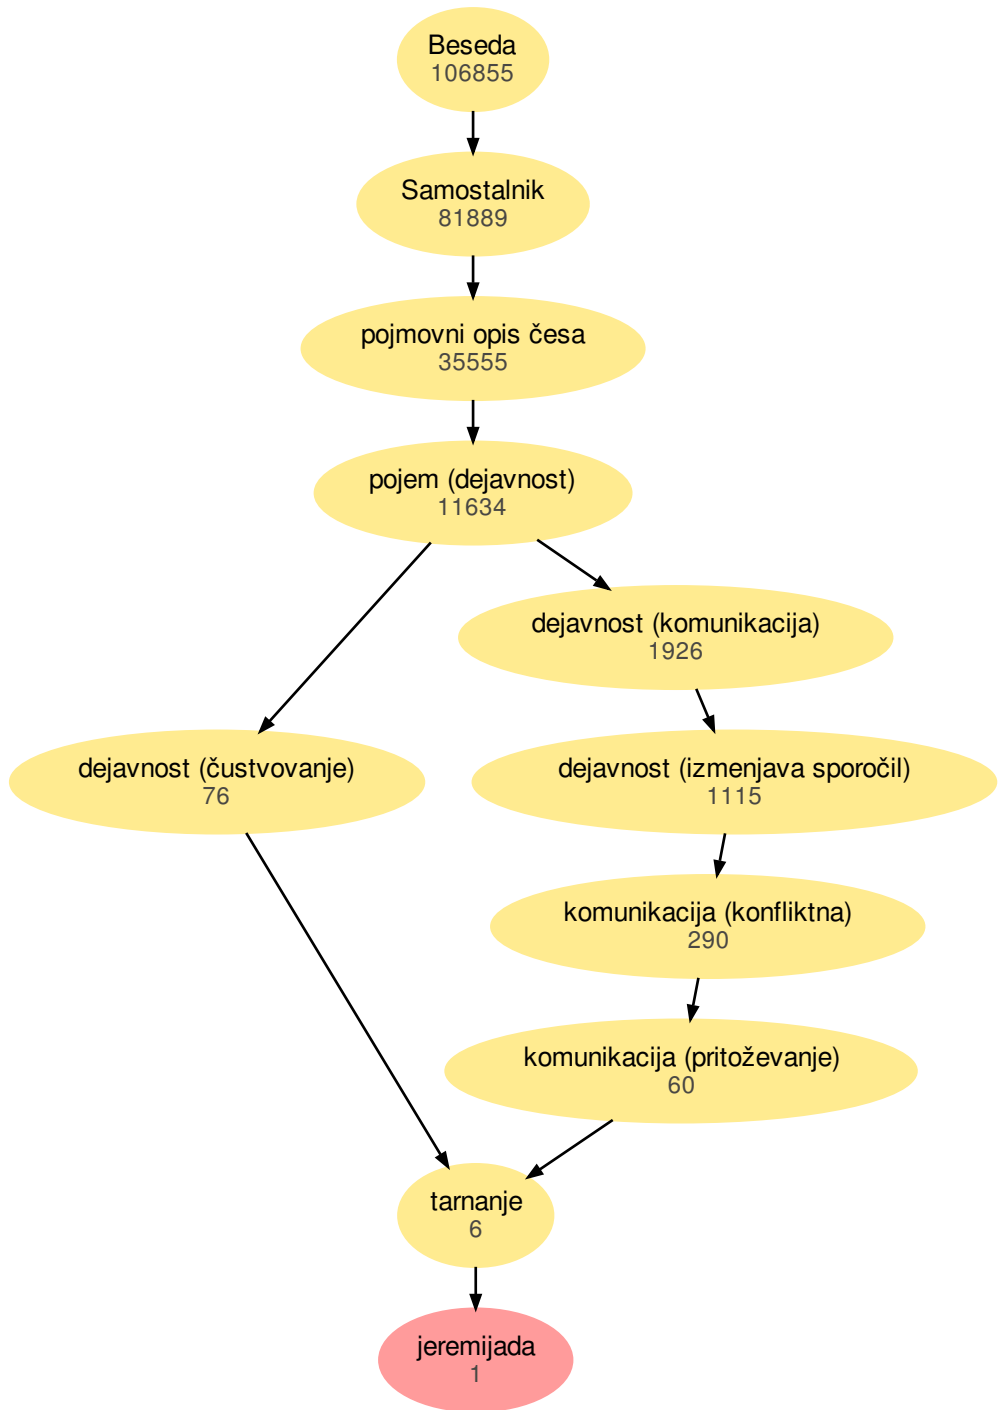 Beseda
106855
Samostalnik
81889
pojmovni opis česa
35555
pojem (dejavnost)
11634
dejavnost (komunikacija)
1926
dejavnost (čustvovanje)
76
dejavnost (izmenjava sporočil)
1115
komunikacija (konfliktna)
290
komunikacija (pritoževanje)
60
tarnanje
6
jeremijada
1